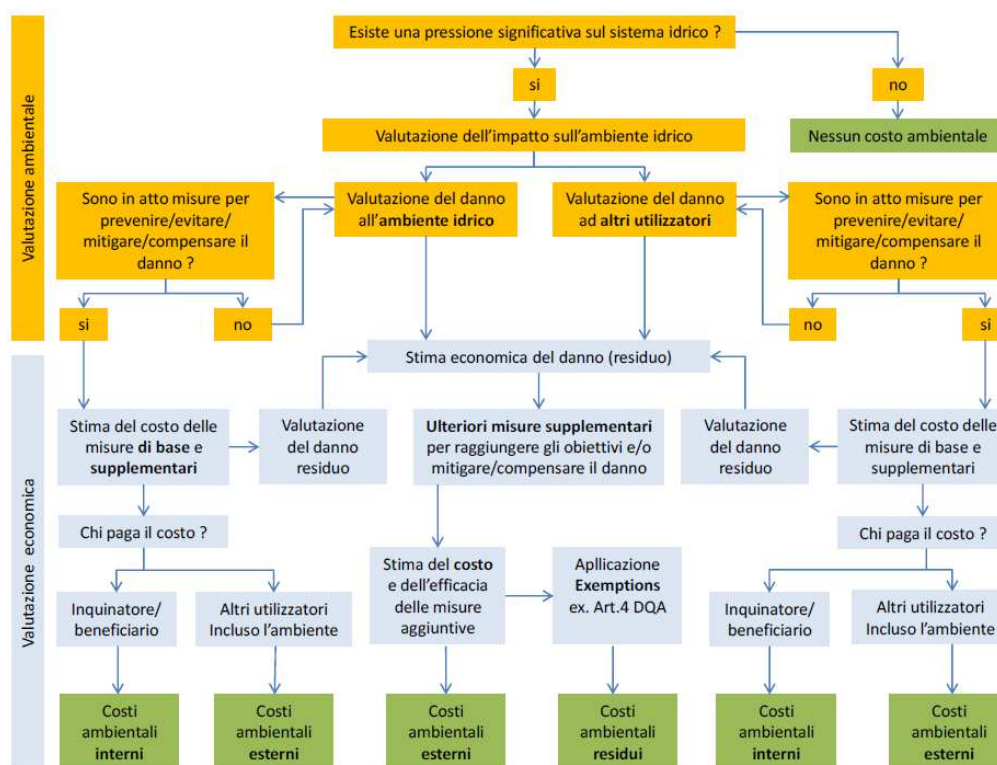 Valutazione ambientale
Esiste una pressione significativa sul sistema idrico ?
si
no
Valutazione dell'impatto sull'ambiente idrico
Nessun costo ambientale
Sono in atto misure per
prevenire/evitare/
mitigare/compensare il
danno ?
Valutazione del danno
all'ambiente idrico
Valutazione del danno
ad altri utilizzatori
Sono in atto misure per
prevenire/evitare/
mitigare/compensare il
danno ?
si
no
no
si
Valutazione economica
Stima economica del danno (residuo)
Stima del costo delle
misure di base e
supplementari
Valutazione
del danno
residuo
Ulteriori misure supplementari
per raggiungere gli obiettivi e/o
mitigare/compensare il danno
Valutazione
del danno
residuo
Stima del costo delle
misure di base e
supplementari
Chi paga il costo ?
Chi paga il costo ?
Inquinatore/
beneficiario
Altri utilizzatori
Incluso l'ambiente
Stima del costo
e dell'efficacia
delle misure
aggiuntive
Apllicazione
Exemptions
ex. Art.4 DQA
Inquinatore/
beneficiario
Altri utilizzatori
Incluso l'ambiente
Costi
ambientali
interni
Costi
ambientali
esterni
Costi
ambientali
esterni
Costi
ambientali
residui
Costi
ambientali
interni
Costi
ambientali
esterni